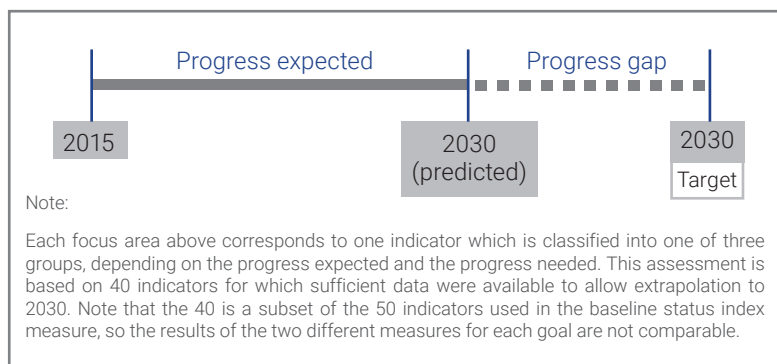 Progress expected
Progress gap
2015
2030
(predicted)
2030
Target
Note:
Each focus area above corresponds to one indicator which is classified into one of three
groups, depending on the progress expected and the progress needed. This assessment is
based on 40 indicators for which sufficient data were available to allow extrapolation to
2030. Note that the 40 is a subset of the 50 indicators used in the baseline status index
measure, so the results of the two different measures for each goal are not comparable.